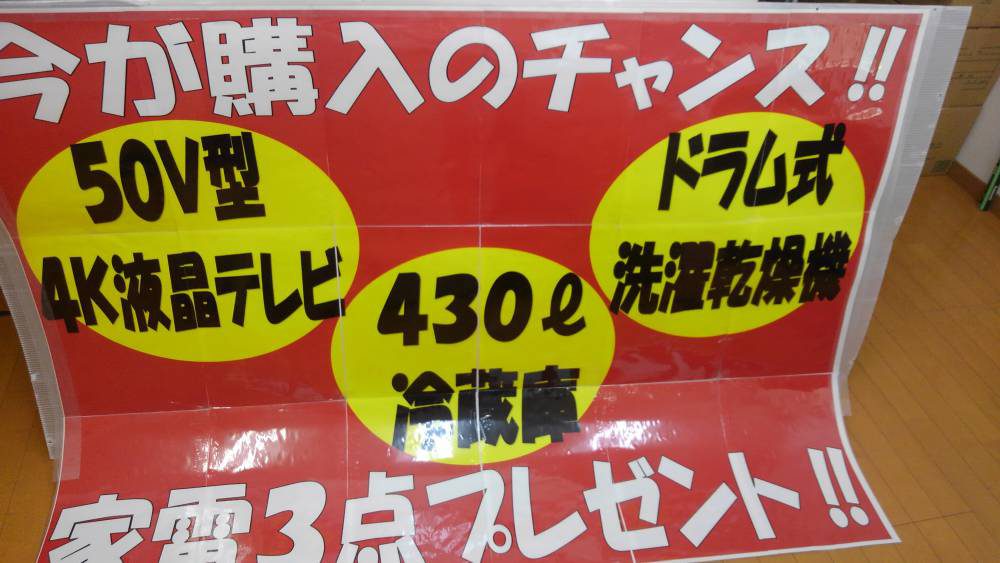 今が購入のチャンス!!
50V型
4K液晶テレビ
430ℓ
冷蔵庫
ドラム式
洗濯乾燥機
家電3点プレゼント!!